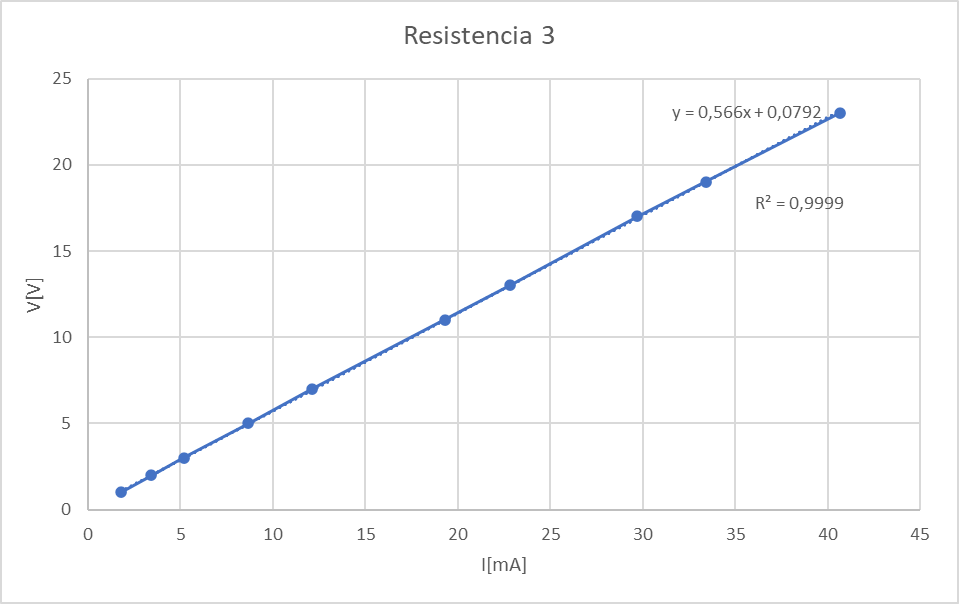 Resistencia 3
25
20
15
10
5
0
V[V]
y = 0,566x + 0,0792
R² = 0,9999
0 5 10 15 20 25 30 35 40 45
I[mA]